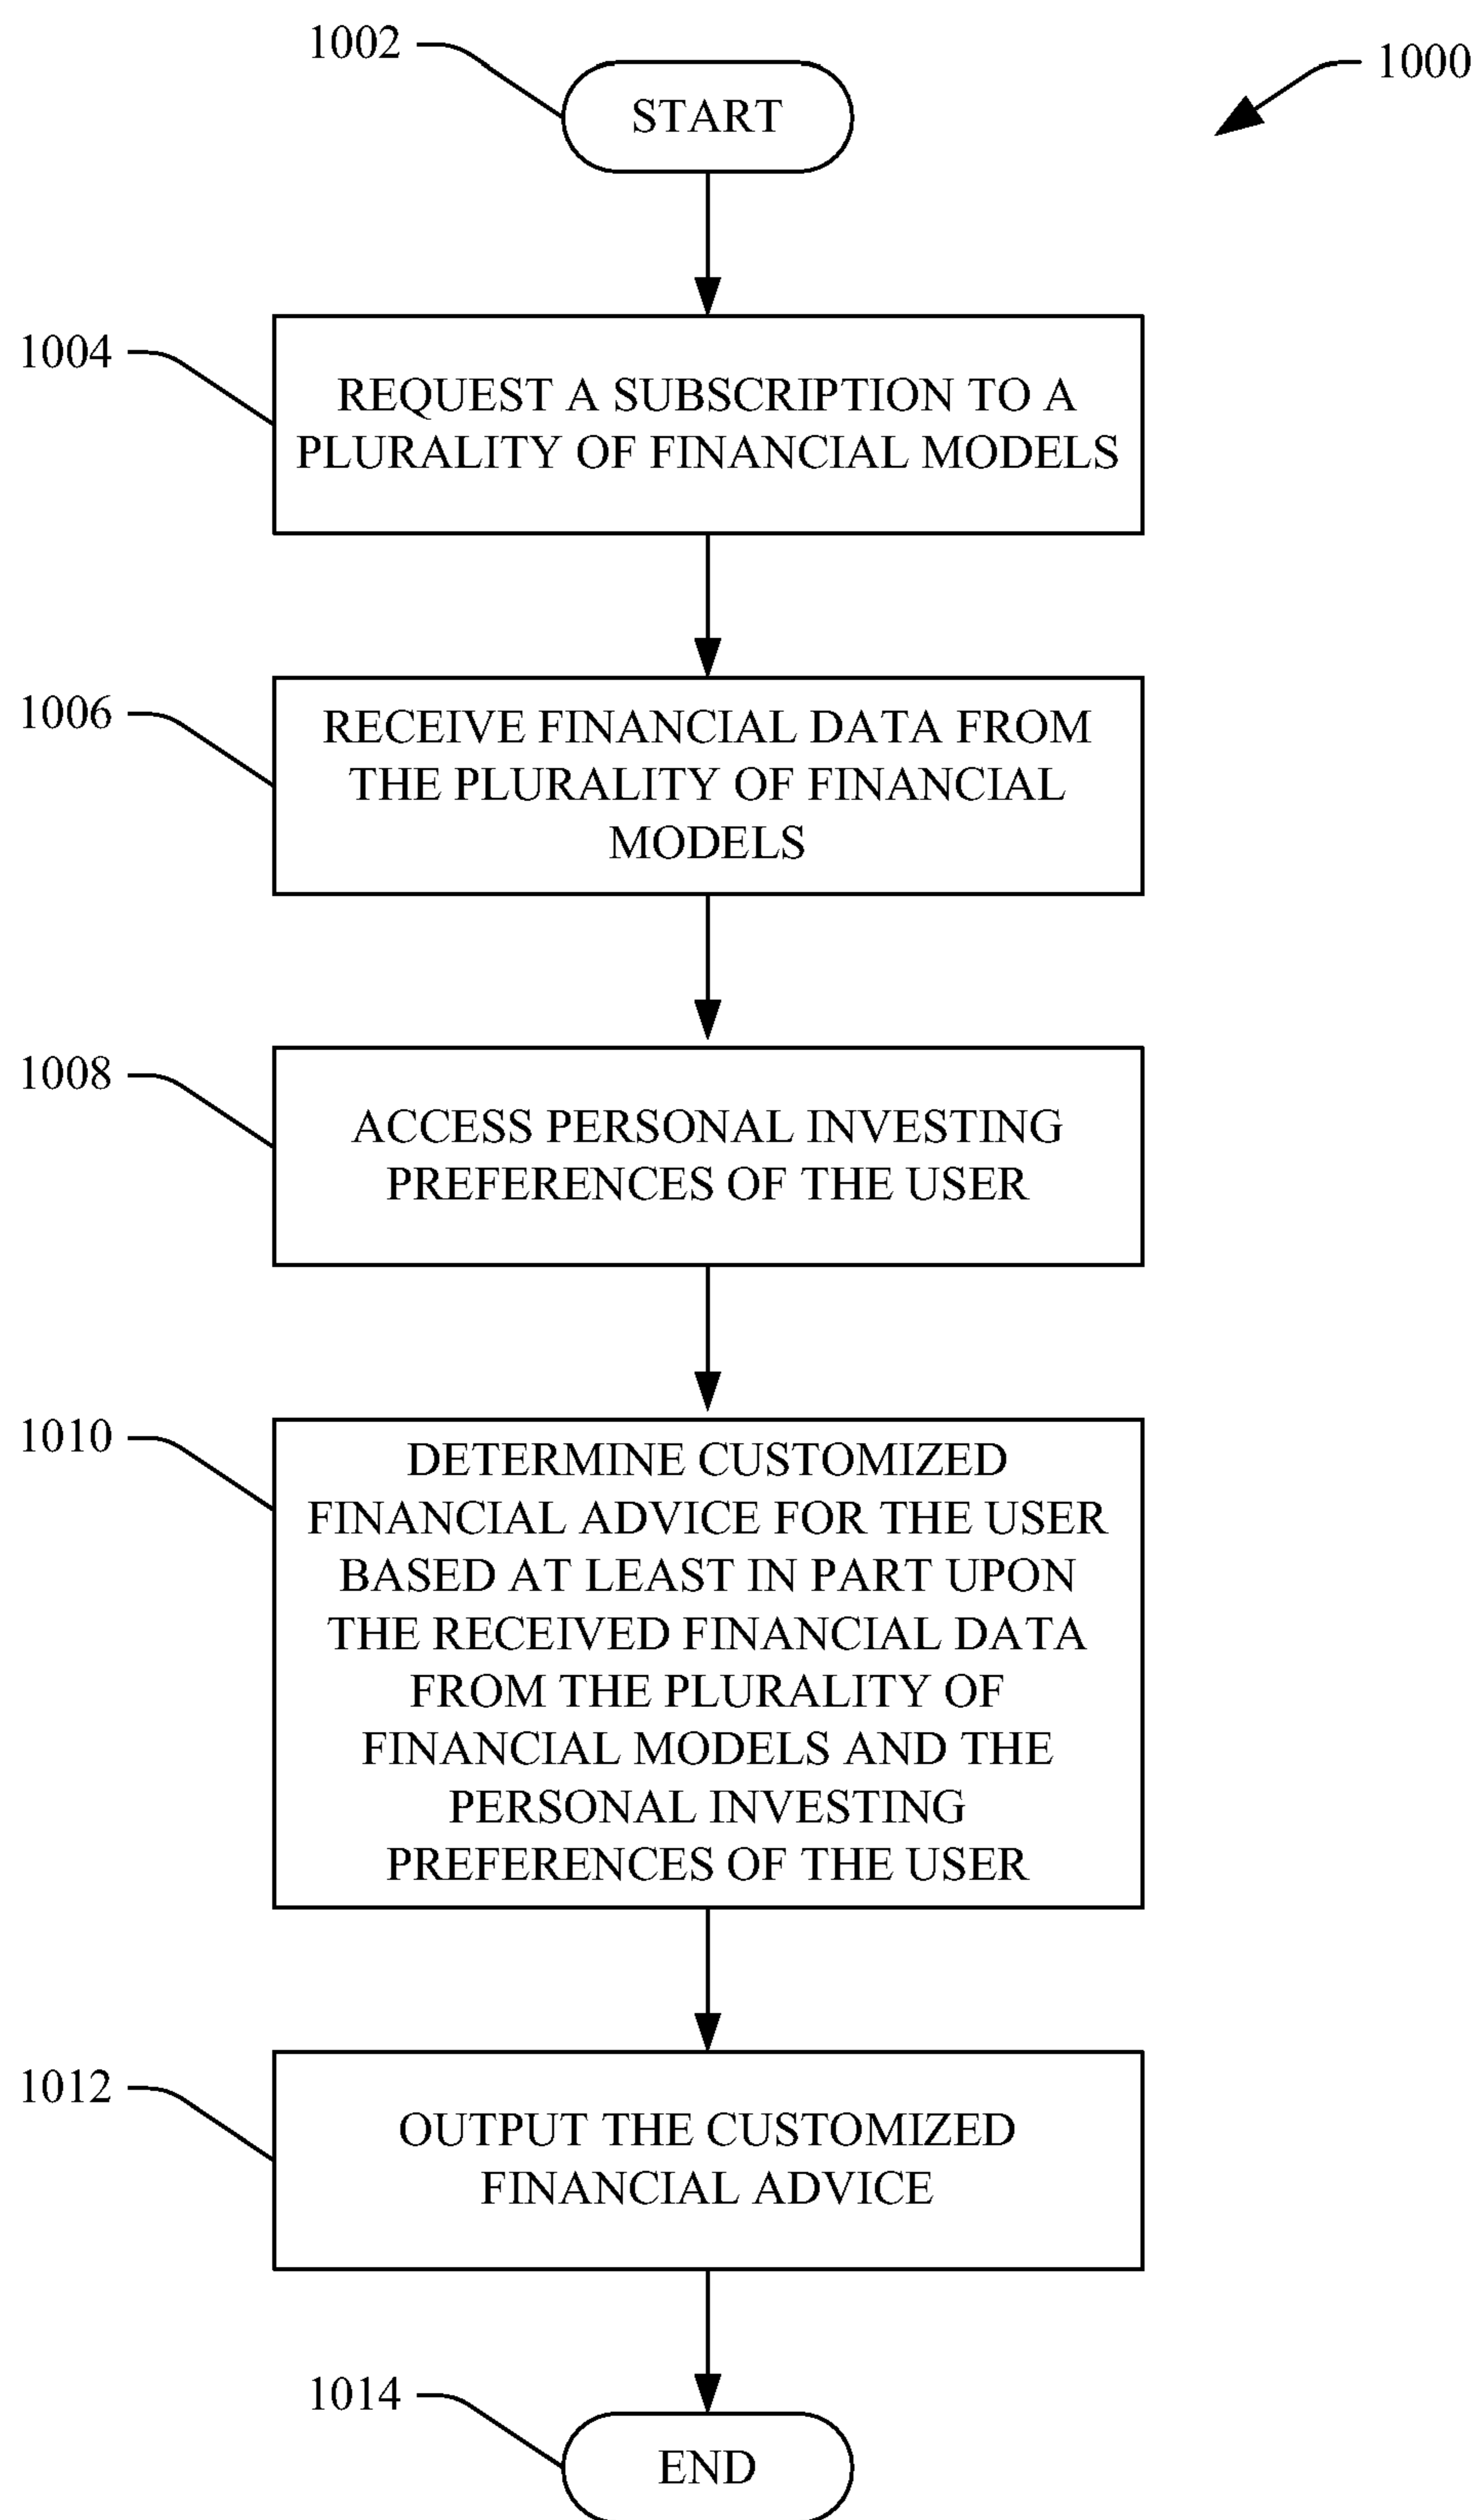 1002
START
1000
1004
REQUEST A SUBSCRIPTION TO A
PLURALITY OF FINANCIAL MODELS
1006
RECEIVE FINANCIAL DATA FROM
THE PLURALITY OF FINANCIAL
MODELS
1008
ACCESS PERSONAL INVESTING
PREFERENCES OF THE USER
1010
DETERMINE CUSTOMIZED
FINANCIAL ADVICE FOR THE USER
BASED AT LEAST IN PART UPON
THE RECEIVED FINANCIAL DATA
FROM THE PLURALITY OF
FINANCIAL MODELS AND THE
PERSONAL INVESTING
PREFERENCES OF THE USER
1012
OUTPUT THE CUSTOMIZED
FINANCIAL ADVICE
1014
END